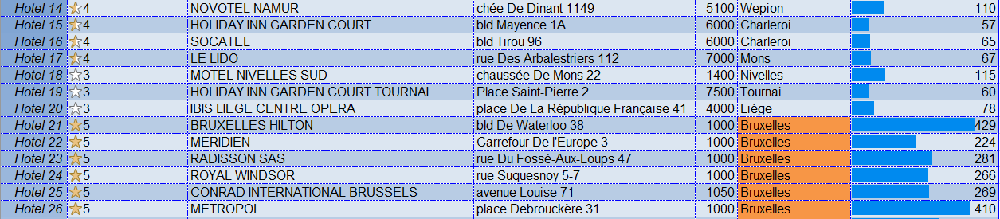 Hotel 14 4 NOVOTEL NAMUR chée De Dinant 1149 5100 Wepion 110
Hotel 15 4 HOLIDAY INN GARDEN COURT bld Mayence 1A 6000 Charleroi 57
Hotel 16 4 SOCATEL bld Tirou 96 6000 Charleroi 65
Hotel 17 4 LE LIDO rue Des Arbalestriers 112 7000 Mons 67
Hotel 18 3 MOTEL NIVELLES SUD chaussée De Mons 22 1400 Nivelles 115
Hotel 19 3 HOLIDAY INN GARDEN COURT TOURNAI Place Saint-Pierre 2 7500 Tournai 60
Hotel 20 3 IBIS LIEGE CENTRE OPERA place De La République Française 41 4000 Liège 78
Hotel 21 5 BRUXELLES HILTON bld De Waterloo 38 1000 Bruxelles 429
Hotel 22 5 MERIDIEN Carrefour De l'Europe 3 1000 Bruxelles 224
Hotel 23 5 RADISSON SAS rue Du Fossé-Aux-Loups 47 1000 Bruxelles 281
Hotel 24 5 ROYAL WINDSOR rue Suquesnoy 5-7 1000 Bruxelles 266
Hotel 25 5 CONRAD INTERNATIONAL BRUSSELS avenue Louise 71 1050 Bruxelles 269
Hotel 26 5 METROPOL place Debrouckère 31 1000 Bruxelles 410